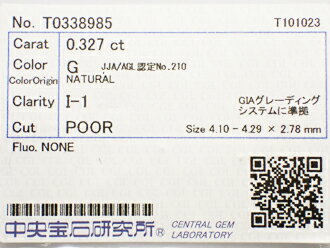 No. T0338985 T101023
Carat 0.327 ct
Color G JJA/AGL認定No.210
ColorOrigin NATURAL
Clarity I-1 GIAグレーディング
システムに準拠
Cut POOR Size 4.10 - 4.29 × 2.78 mm
Fluo. NONE
中央宝石研究所® CENTRAL GEM
LABORATORY